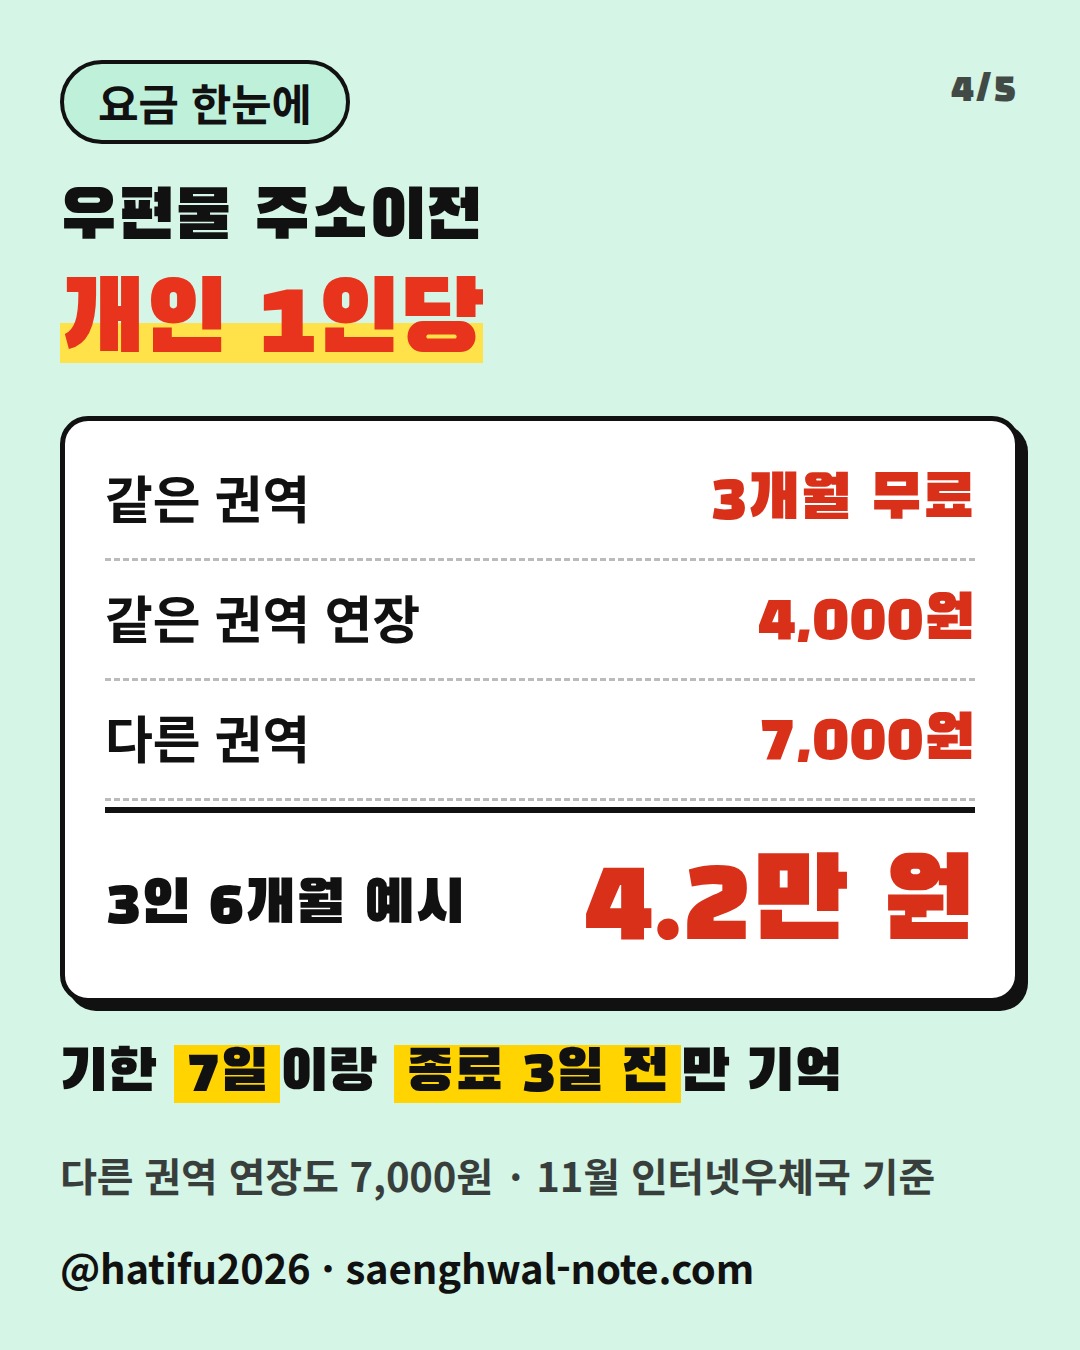 요금 한눈에
4/5
우편물 주소이전
개인 1인당
같은 권역 3개월 무료
같은 권역 연장 4,000원
다른 권역 7,000원
3인 6개월 예시 4.2만 원
기한 7일이랑 종료 3일 전만 기억
다른 권역 연장도 7,000원 · 11월 인터넷우체국 기준
@hatifu2026 · saenghwal-note.com